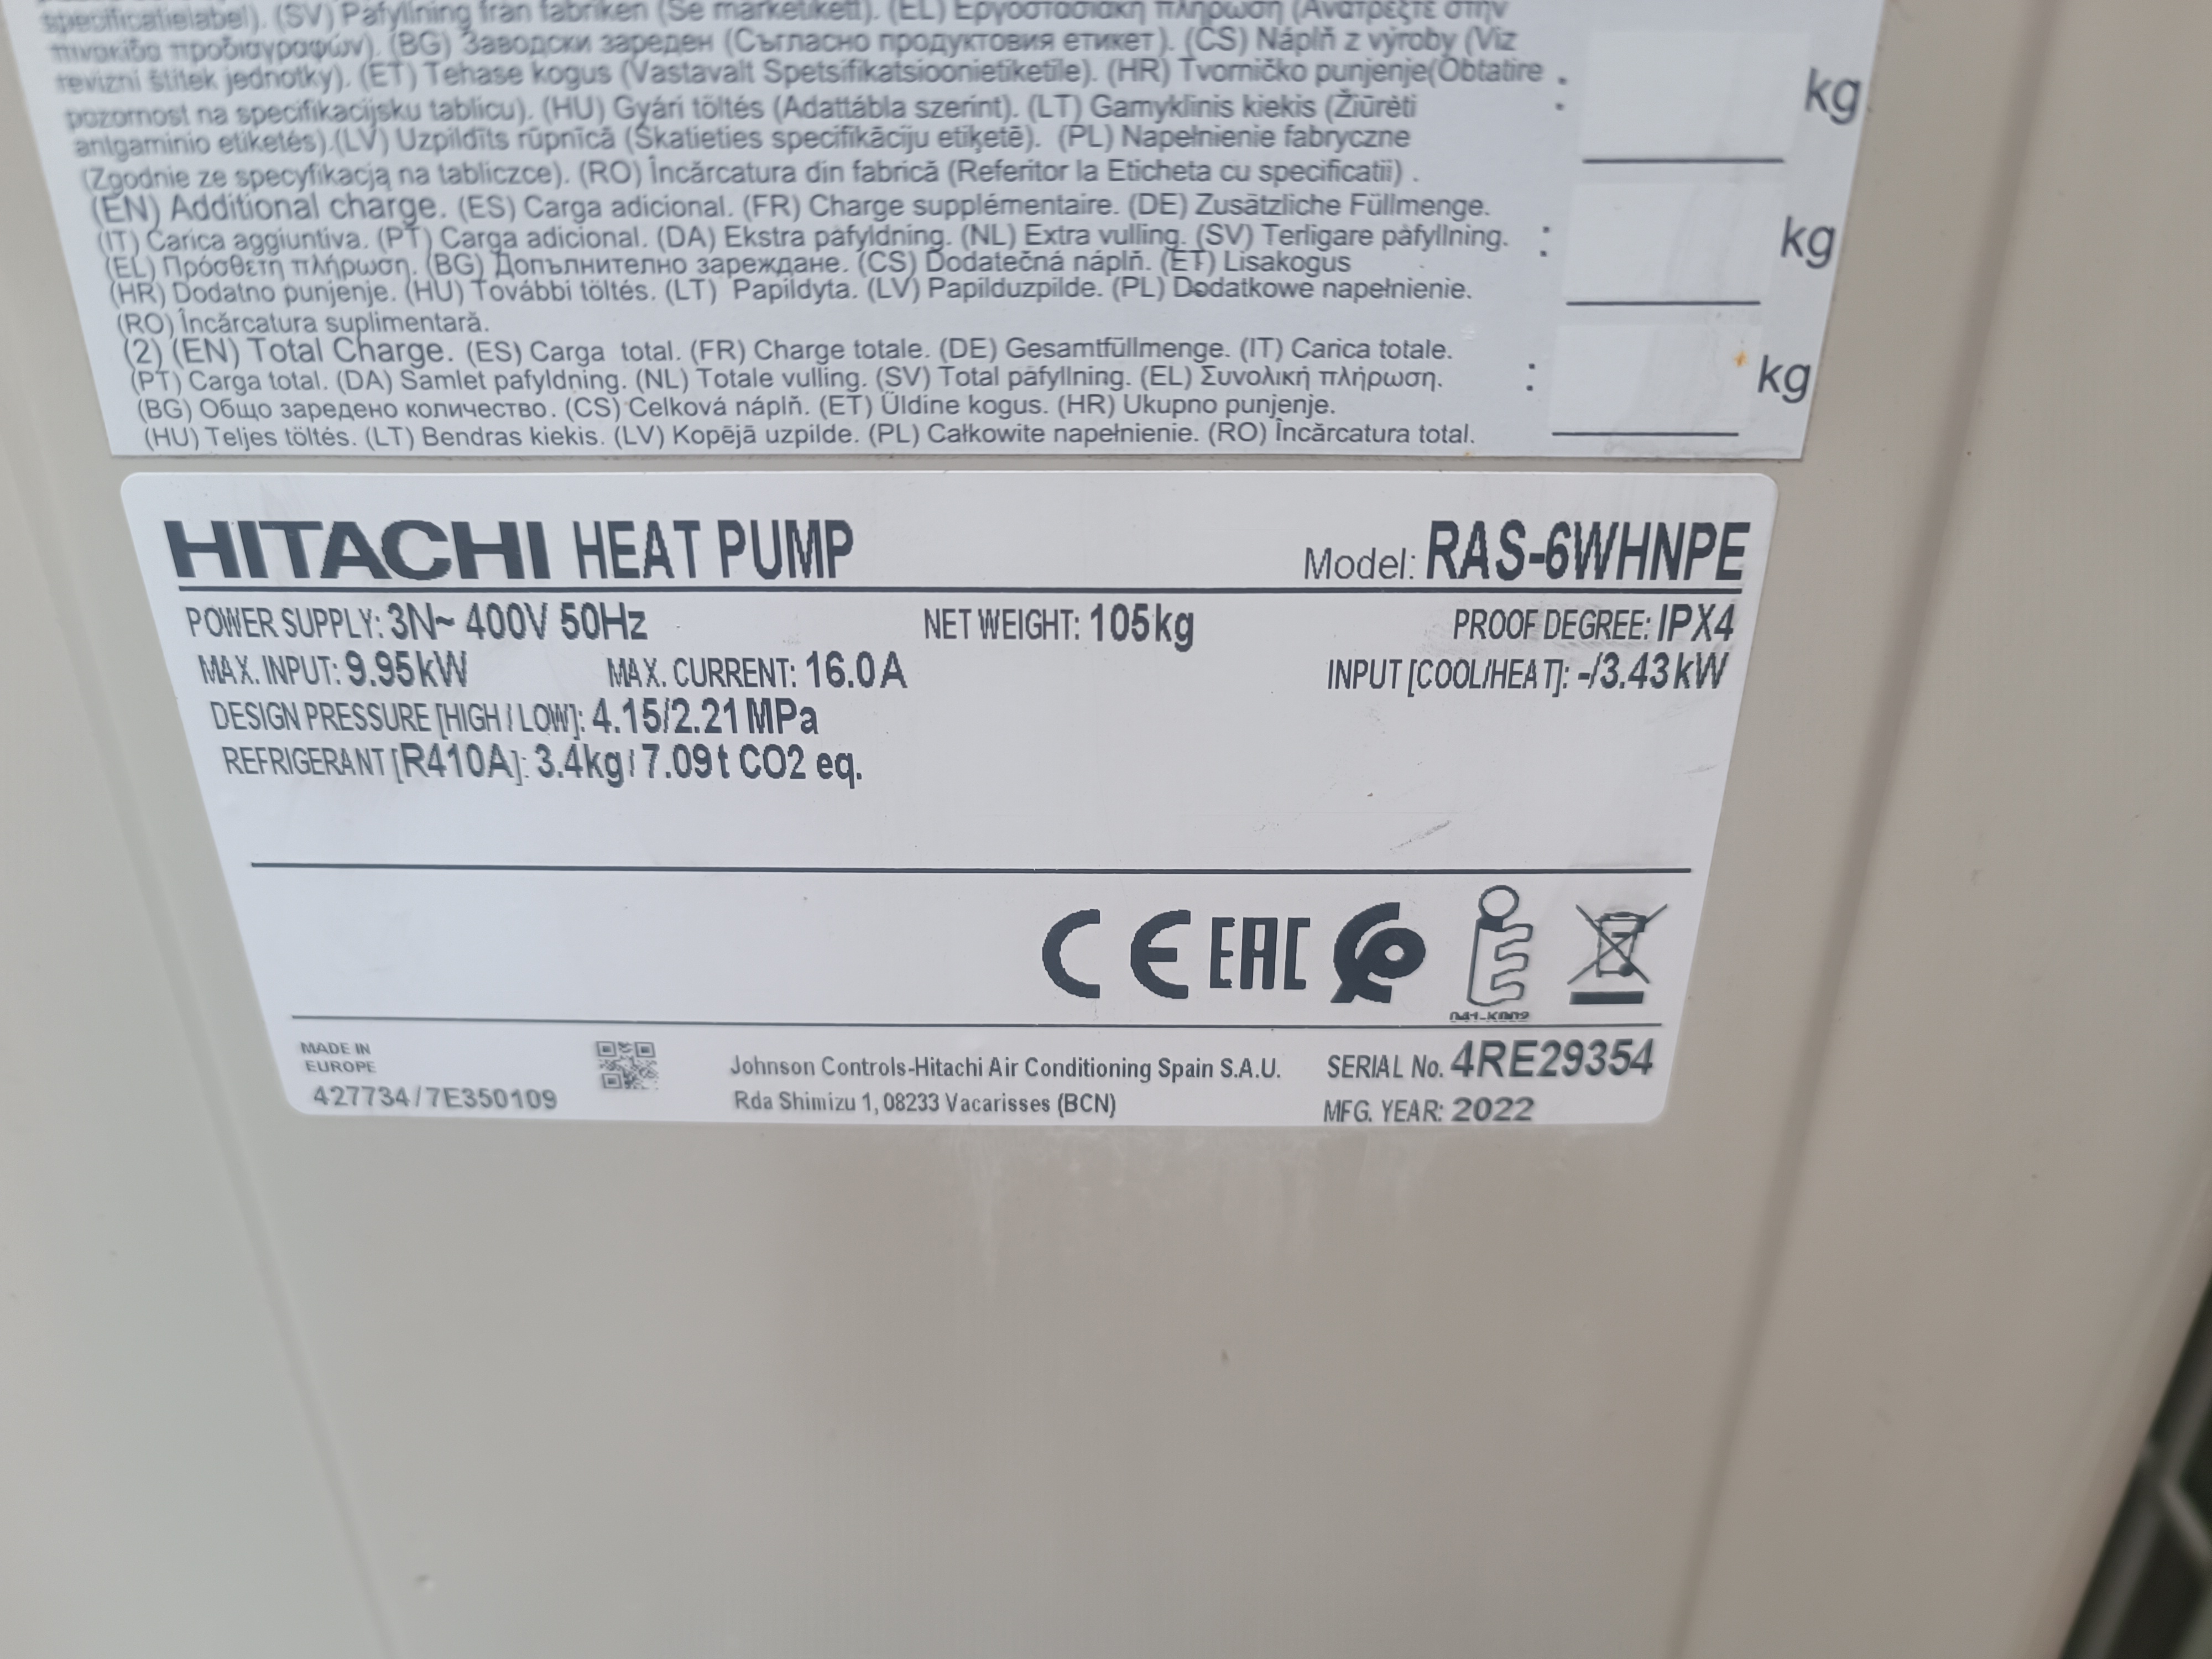 specificatielabel). (SV) Påfyllning från fabriken (Se märketikett). (EL) Εργοστασιακή πλήρωση (Ανατρέξτε στην
πινακίδα προδιαγραφών). (BG) Заводски зареден (Съгласно продуктовия етикет). (CS) Náplň z výroby (Viz
revizní štítek jednotky). (ET) Tehase kogus (Vastavalt Spetsifikatsioonietiketile). (HR) Tvorničko punjenje(Obtatire : kg
pozornost na specifikacijsku tablicu). (HU) Gyári töltés (Adattábla szerint). (LT) Gamyklinis kiekis (Žiūrėti
anlgaminio etiketės).(LV) Uzpildīts rūpnīcā (Skatieties specifikāciju etiķetē). (PL) Napełnienie fabryczne
(Zgodnie ze specyfikacją na tabliczce). (RO) Încărcatura din fabrică (Referitor la Eticheta cu specificatii) .
(EN) Additional charge. (ES) Carga adicional. (FR) Charge supplémentaire. (DE) Zusätzliche Füllmenge.
(IT) Carica aggiuntiva. (PT) Carga adicional. (DA) Ekstra påfyldning. (NL) Extra vulling. (SV) Terligare påfyllning. : kg
(EL) Πρόσθετη πλήρωση. (BG) Допълнително зареждане. (CS) Dodatečná náplň. (ET) Lisakogus
(HR) Dodatno punjenje. (HU) További töltés. (LT) Papildyta. (LV) Papilduzpilde. (PL) Dodatkowe napełnienie.
(RO) Încărcatura suplimentară.
(2) (EN) Total Charge. (ES) Carga total. (FR) Charge totale. (DE) Gesamtfüllmenge. (IT) Carica totale.
(PT) Carga total. (DA) Samlet pafyldning. (NL) Totale vulling. (SV) Total påfyllning. (EL) Συνολική πλήρωση. : kg
(BG) Общо заредено количество. (CS) Celková náplň. (ET) Üldine kogus. (HR) Ukupno punjenje.
(HU) Teljes töltés. (LT) Bendras kiekis. (LV) Kopējā uzpilde. (PL) Całkowite napełnienie. (RO) Încărcatura total.
HITACHI HEAT PUMP Model: RAS-6WHNPE
POWER SUPPLY: 3N~ 400V 50Hz NET WEIGHT: 105kg PROOF DEGREE: IPX4
MAX. INPUT: 9.95kW MAX. CURRENT: 16.0A INPUT [COOL/HEAT]: -/3.43kW
DESIGN PRESSURE [HIGH / LOW]: 4.15/2.21MPa
REFRIGERANT [R410A]: 3.4kg/7.09t CO2 eq.
CE EAC
041-K002
MADE IN
EUROPE
427734/7E350109
Johnson Controls-Hitachi Air Conditioning Spain S.A.U.
Rda Shimizu 1, 08233 Vacarisses (BCN)
SERIAL No. 4RE29354
MFG. YEAR: 2022